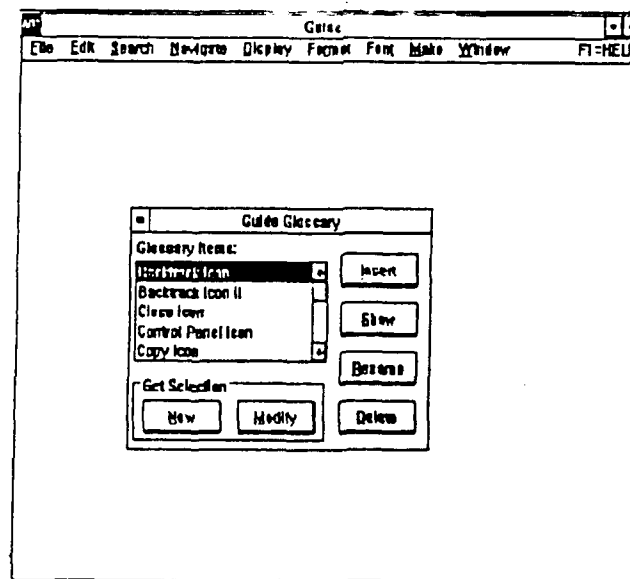 Guide
File Edit Search Navigate Display Format Font Make Window F1=HELP
Guide Glossary
Glossary Items:
Backtrack Icon
Insert
Backtrack Icon II
Close Icon
Show
Control Panel Icon
Copy Icon
Rename
Get Selection
New Modify Delete